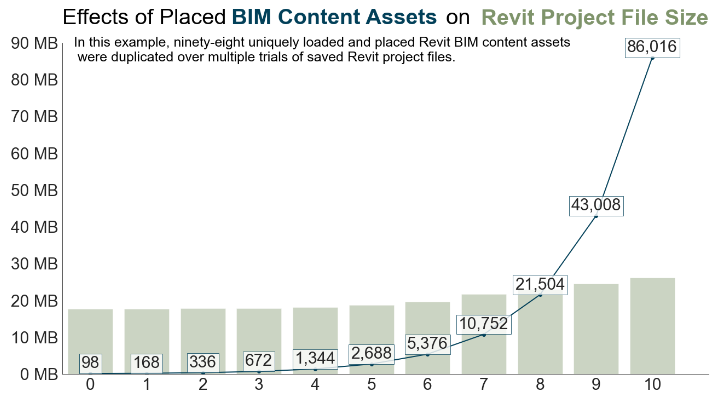 Effects of Placed BIM Content Assets on Revit Project File Size
In this example, ninety-eight uniquely loaded and placed Revit BIM content assets
were duplicated over multiple trials of saved Revit project files.
90 MB
80 MB
70 MB
60 MB
50 MB
40 MB
30 MB
20 MB
10 MB
0 MB
98
168
336
672
1,344
2,688
5,376
10,752
21,504
43,008
86,016
0 1 2 3 4 5 6 7 8 9 10